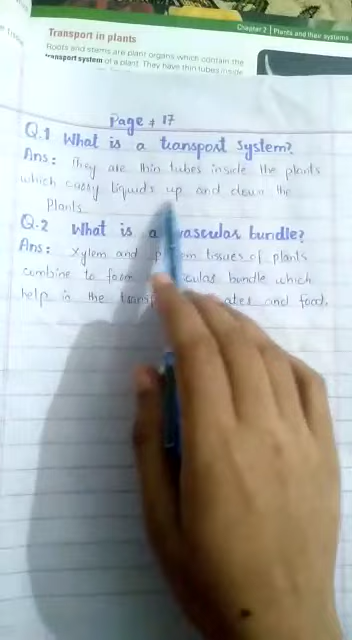 Chapter 2 | Plants and their systems
Transport in plants
Roots and stems are plant organs which contain the
transport system of a plant. They have thin tubes inside
Page # 17
Q.1 What is a transport system?
Ans: They are thin tubes inside the plants
which carry liquids up and down the
Plants
Q.2 What is a vascular bundle?
Ans: Xylem and tissues of plants
combine to form bundle which
help in the and food.